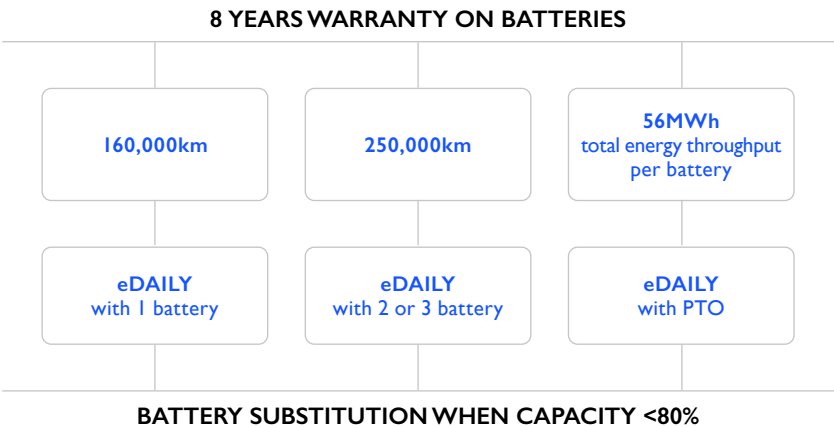 8 YEARS WARRANTY ON BATTERIES
160,000km
250,000km
56MWh
total energy throughput
per battery
eDAILY
with 1 battery
eDAILY
with 2 or 3 battery
eDAILY
with PTO
BATTERY SUBSTITUTION WHEN CAPACITY <80%